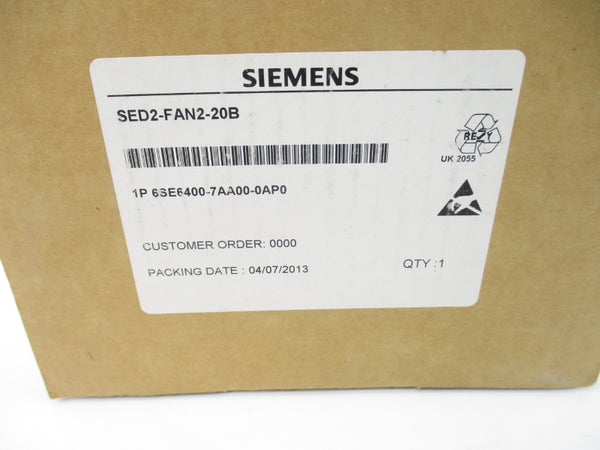 SIEMENS
SED2-FAN2-20B
RE Z Y
UK 2055
1P 6SE6400-7AA00-0AP0
CUSTOMER ORDER: 0000
PACKING DATE : 04/07/2013
QTY :1